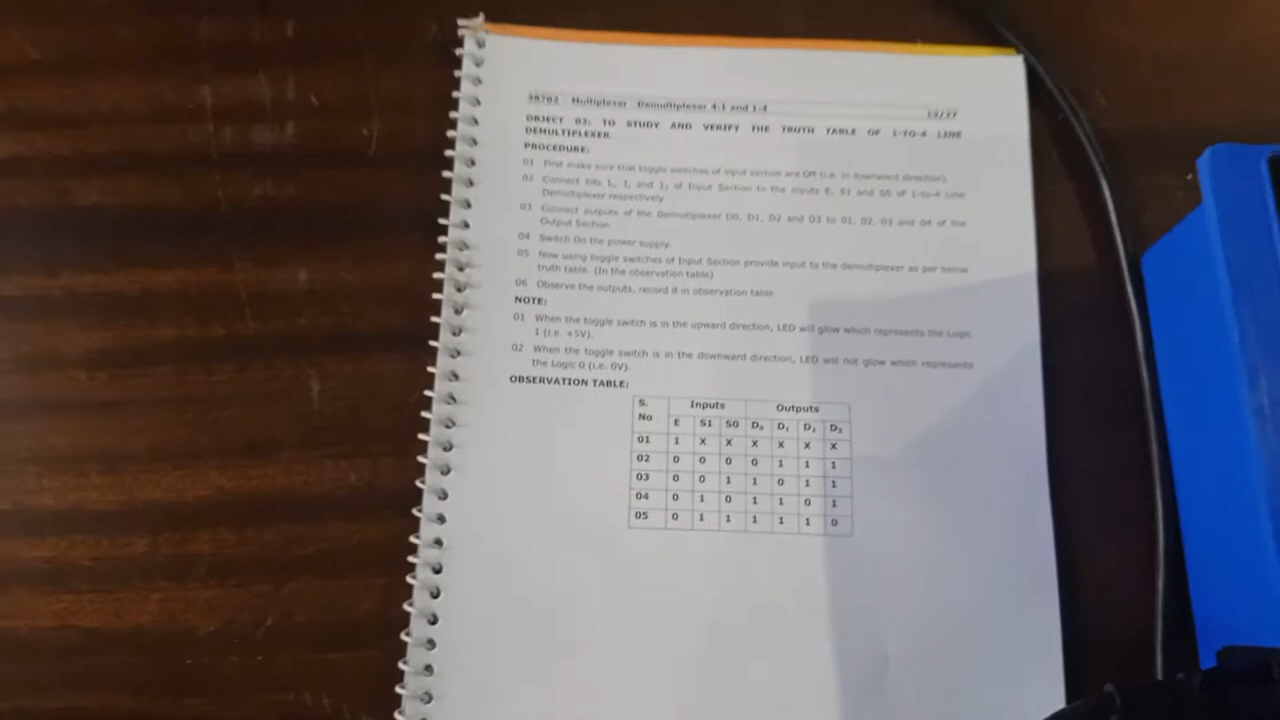 Multiplexer Demultiplexer 4:1 and 1:4
OBJECT 03: TO STUDY AND VERIFY THE TRUTH TABLE OF 1-TO-4 LINE
DEMULTIPLEXER.
PROCEDURE:
01 First make sure that toggle switches of input section are Off (i.e. in downward direction).
02 Connect bits I, I, and I, of Input Section to the inputs E, S1 and S0 of 1-to-4 Line
Demultiplexer respectively.
03 Connect outputs of the Demultiplexer D0, D1, D2 and D3 to 01, 02, 03 and 04 of the
Output Section.
04 Switch On the power supply.
05 Now using toggle switches of Input Section provide input to the demultiplexer as per below
truth table. (In the observation table)
06 Observe the outputs, record it in observation table
NOTE:
01 When the toggle switch is in the upward direction, LED will glow which represents the Logic
1 (i.e. +5V).
02 When the toggle switch is in the downward direction, LED will not glow which represents
the Logic 0 (i.e. 0V).
OBSERVATION TABLE:
S. No Inputs Outputs
E S1 S0 D₀ D₁ D₂ D₃
01 1 X X X X X X
02 0 0 0 0 1 1 1
03 0 0 1 1 0 1 1
04 0 1 0 1 1 0 1
05 0 1 1 1 1 1 0